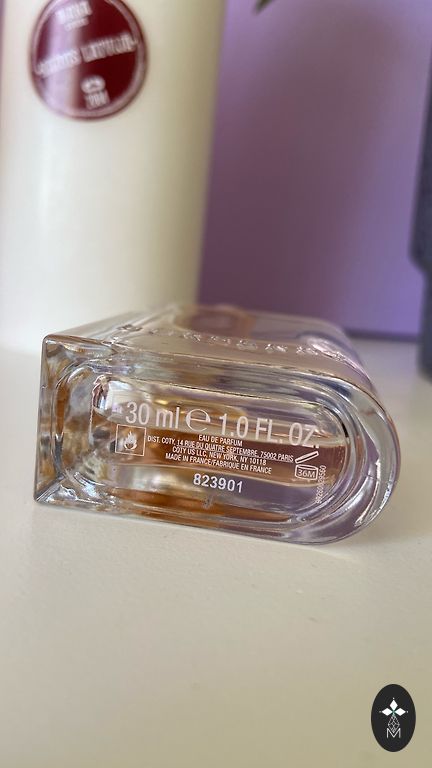 30 ml ℮ 1.0 FL. OZ.
EAU DE PARFUM
DIST. COTY, 14 RUE DU QUATRE SEPTEMBRE, 75002 PARIS
COTY US LLC, NEW YORK, NY 10118
MADE IN FRANCE/FABRIQUÉ EN FRANCE
36M
823901